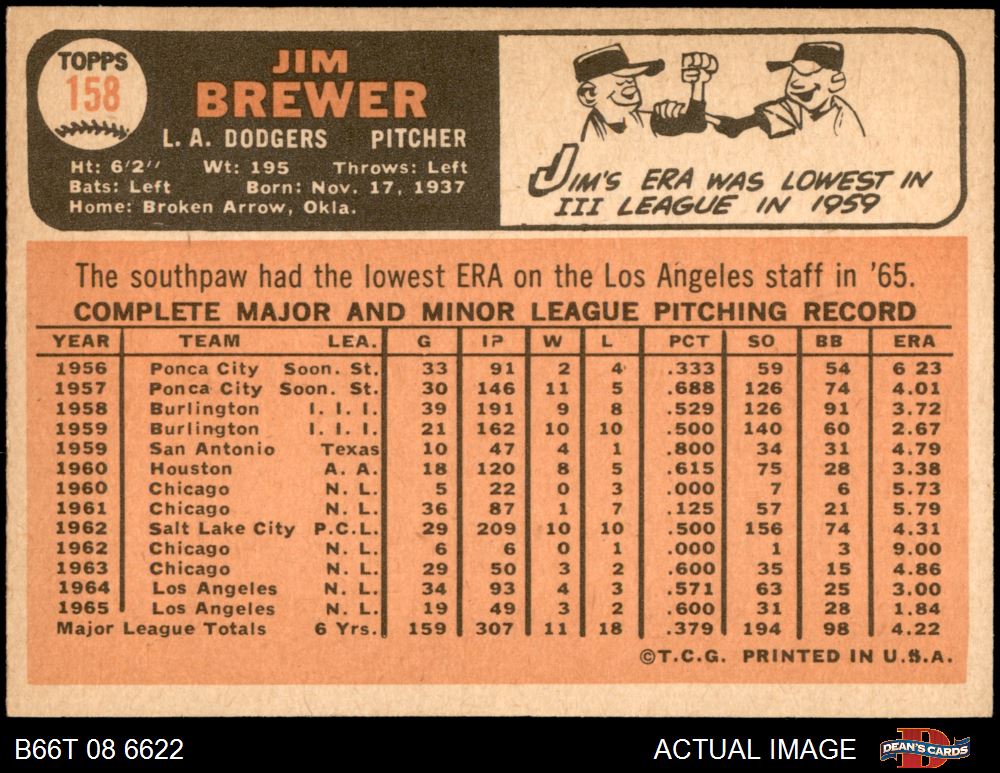 TOPPS
158
JIM
BREWER
L. A. DODGERS PITCHER
Ht: 6'2" Wt: 195 Throws: Left
Bats: Left Born: Nov. 17, 1937
Home: Broken Arrow, Okla.
JIM'S ERA WAS LOWEST IN
III LEAGUE IN 1959
The southpaw had the lowest ERA on the Los Angeles staff in '65.
COMPLETE MAJOR AND MINOR LEAGUE PITCHING RECORD
YEAR TEAM LEA. G IP W L PCT SO BB ERA
1956 Ponca City Soon. St. 33 91 2 4 .333 59 54 6 23
1957 Ponca City Soon. St. 30 146 11 5 .688 126 74 4.01
1958 Burlington I. I. I. 39 191 9 8 .529 126 91 3.72
1959 Burlington I. I. I. 21 162 10 10 .500 140 60 2.67
1959 San Antonio Texas 10 47 4 1 .800 34 31 4.79
1960 Houston A. A. 18 120 8 5 .615 75 28 3.38
1960 Chicago N. L. 5 22 0 3 .000 7 6 5.73
1961 Chicago N. L. 36 87 1 7 .125 57 21 5.79
1962 Salt Lake City P.C.L. 29 209 10 10 .500 156 74 4.31
1962 Chicago N. L. 6 6 0 1 .000 1 3 9.00
1963 Chicago N. L. 29 50 3 2 .600 35 15 4.86
1964 Los Angeles N. L. 34 93 4 3 .571 63 25 3.00
1965 Los Angeles N. L. 19 49 3 2 .600 31 28 1.84
Major League Totals 6 Yrs. 159 307 11 18 .379 194 98 4.22
©T.C.G. PRINTED IN U.S.A.
B66T 08 6622 ACTUAL IMAGE DEAN'S CARDS